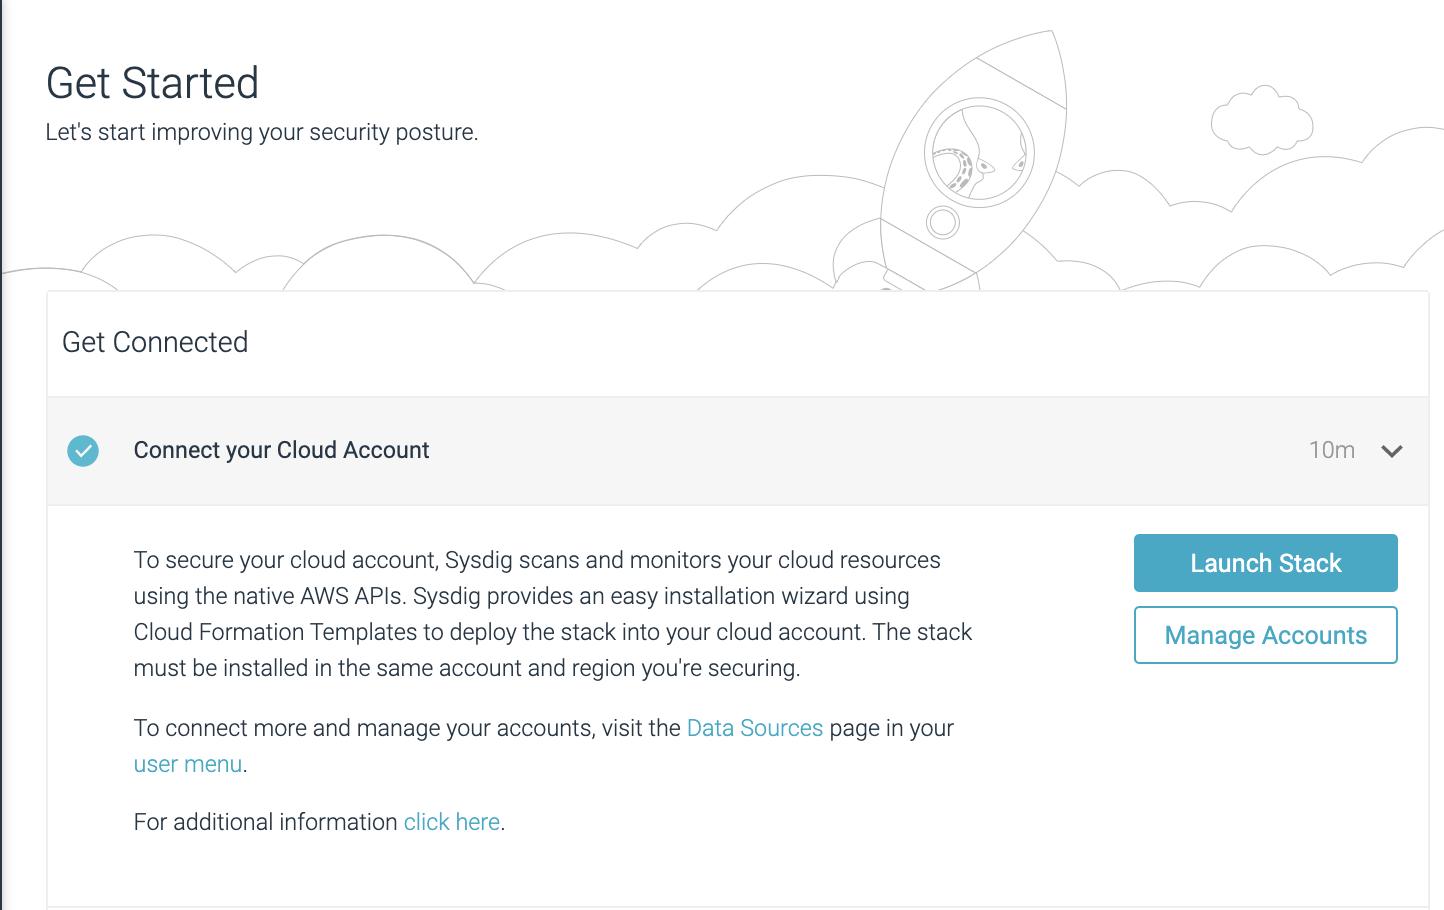 Get Started
Let's start improving your security posture.
Get Connected
Connect your Cloud Account
10m
To secure your cloud account, Sysdig scans and monitors your cloud resources
using the native AWS APIs. Sysdig provides an easy installation wizard using
Cloud Formation Templates to deploy the stack into your cloud account. The stack
must be installed in the same account and region you're securing.
Launch Stack
Manage Accounts
To connect more and manage your accounts, visit the Data Sources page in your
user menu.
For additional information click here.